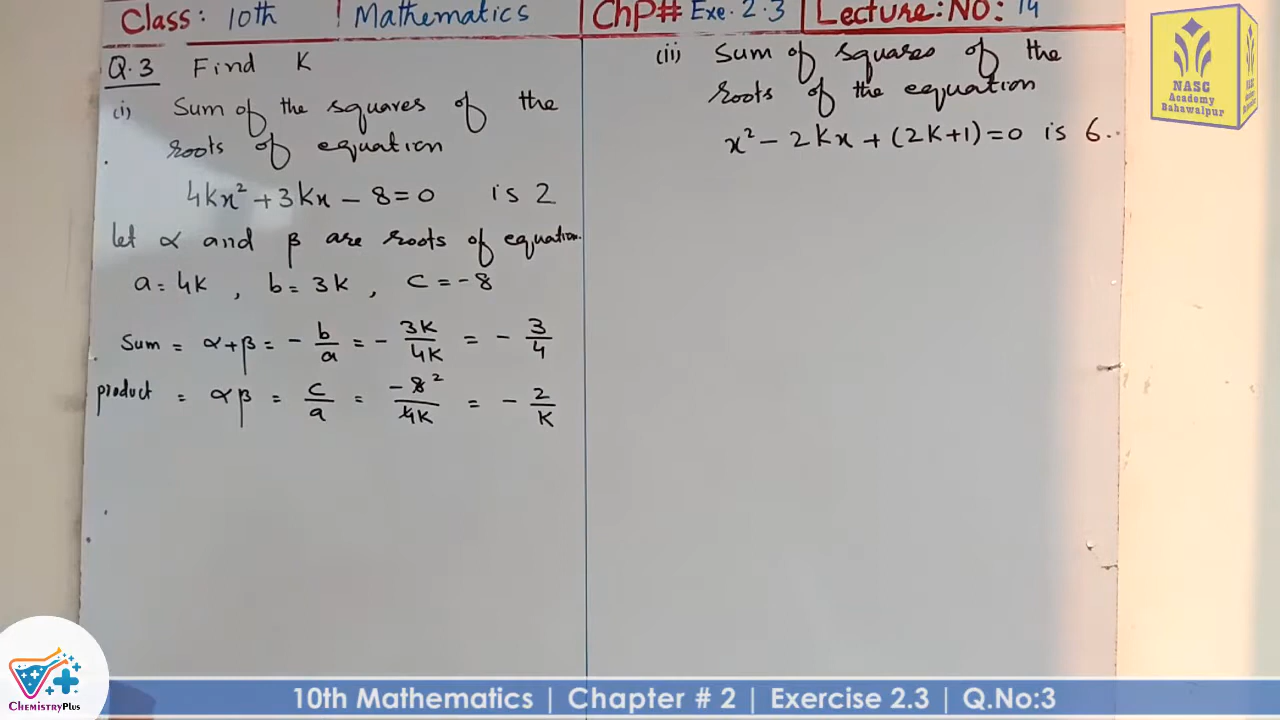 Class: 10th | Mathematics | ChP# Exe. 2.3 | Lecture: NO: 14
Q.3 Find K
(i) Sum of the squares of the
roots of equation
4Kx² + 3Kx - 8 = 0 is 2
let α and β are roots of equation.
a = 4K , b = 3K , C = -8
Sum = α+β = - b/a = - 3K/4K = - 3/4
product = αβ = c/a = -8²/4K = - 2/K
(ii) Sum of squares of the
roots of the equation
x² - 2Kx + (2K+1) = 0 is 6.
NASG
Academy
Bahawalpur
ChemistryPlus
10th Mathematics | Chapter # 2 | Exercise 2.3 | Q.No:3